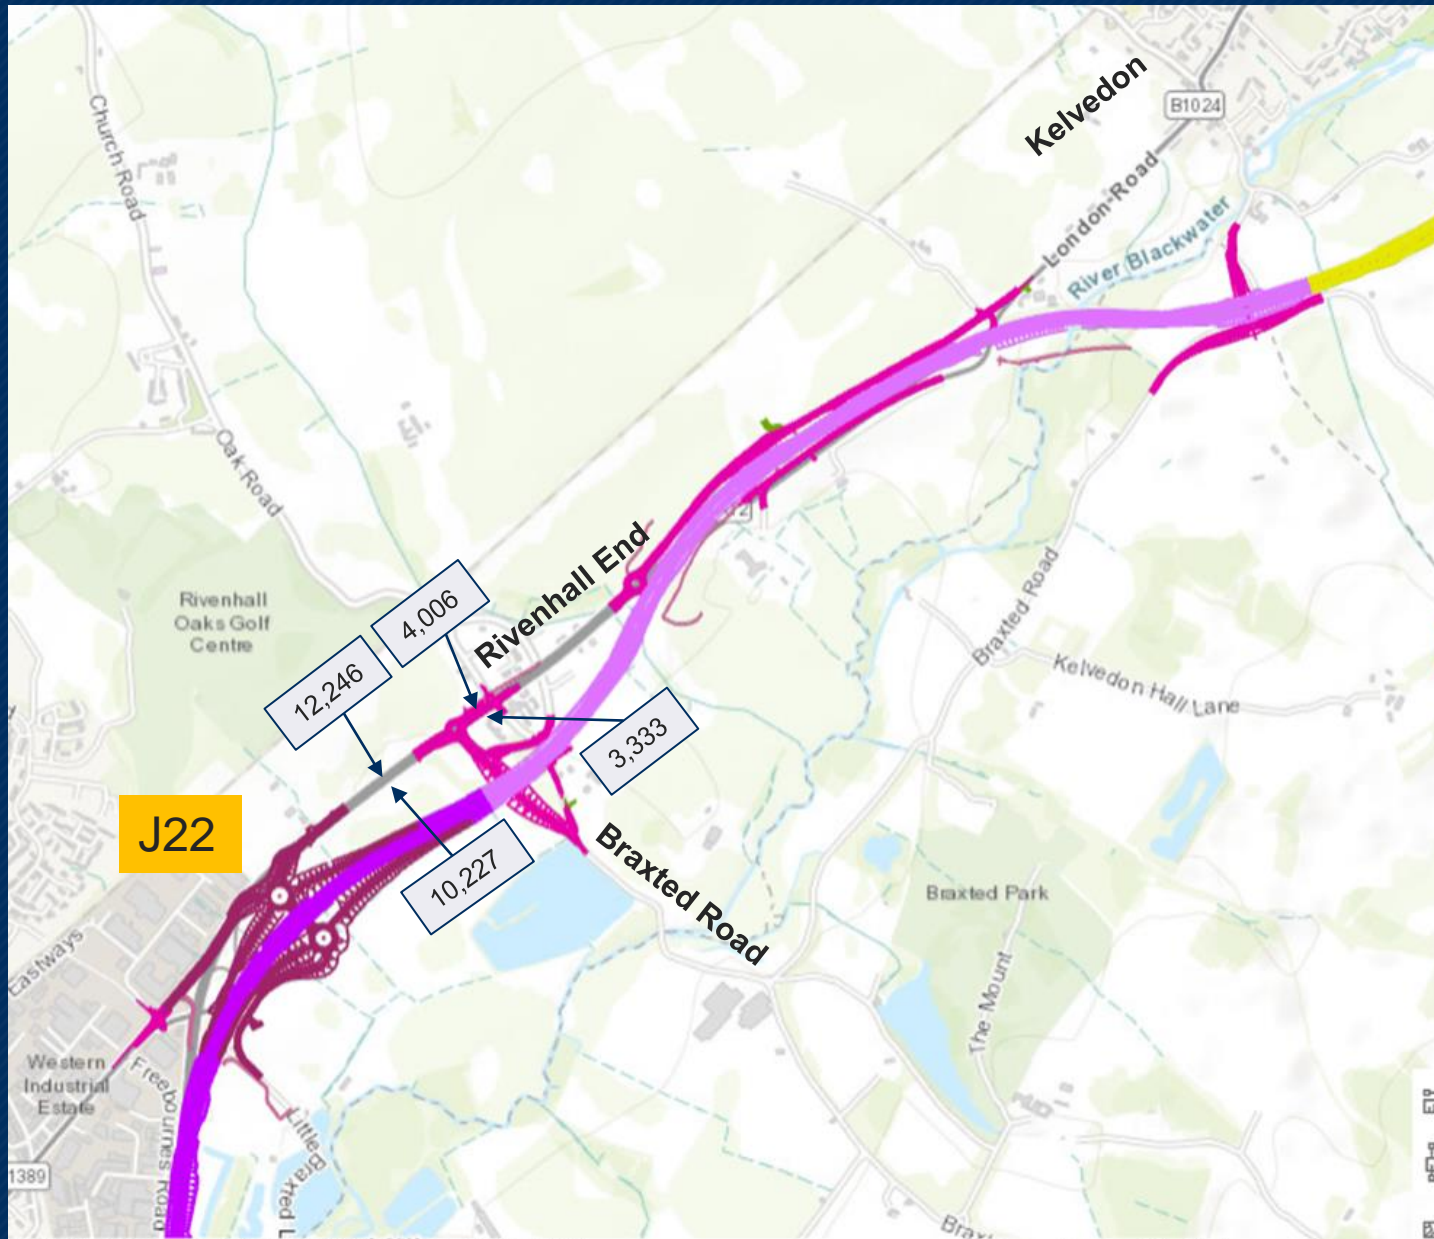 Kelvedon
B1024
Church Road
London Road
River Blackwater
Oak Road
Rivenhall End
Rivenhall
Oaks Golf
Centre
4,006
12,246
3,333
10,227
J22
Braxted Road
Braxted Road
Kelvedon Hall Lane
Braxted Park
The Mount
Eastways
Western
Industrial
Estate
Freebournes Road
Little Braxted L
1389
Braxt